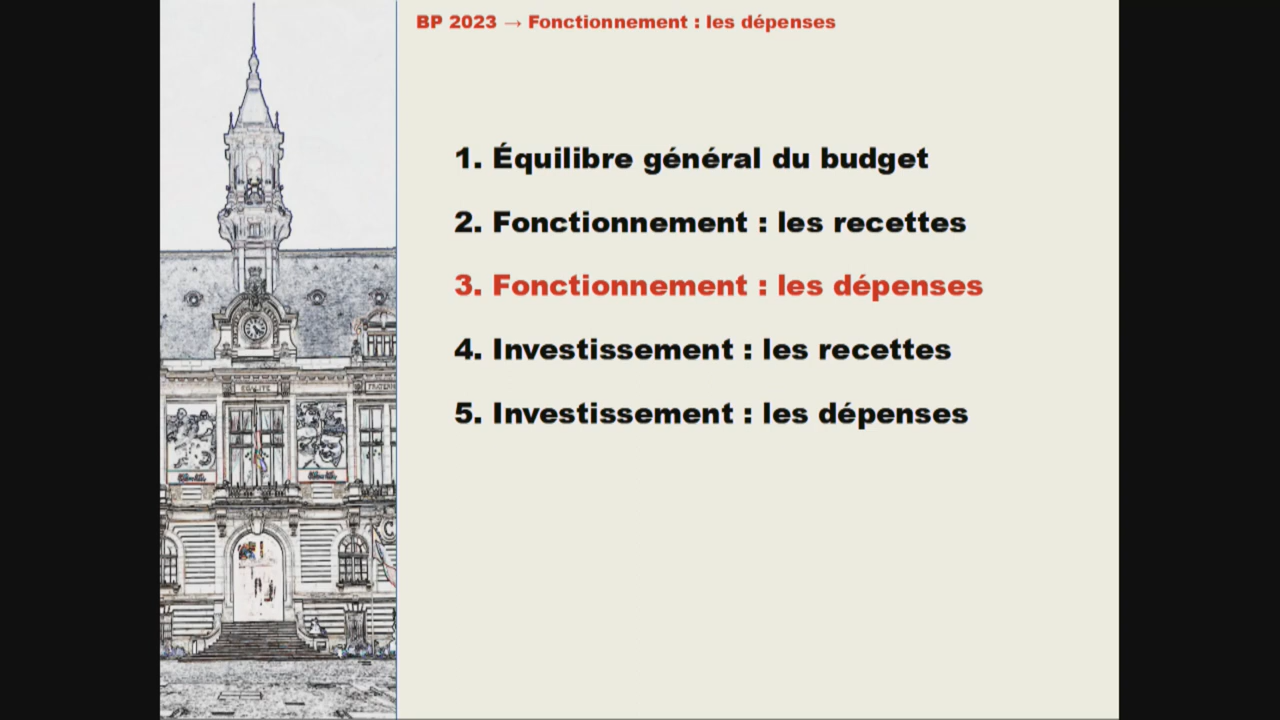 BP 2023 → Fonctionnement : les dépenses
1. Équilibre général du budget
2. Fonctionnement : les recettes
3. Fonctionnement : les dépenses
4. Investissement : les recettes
5. Investissement : les dépenses
EGALITE